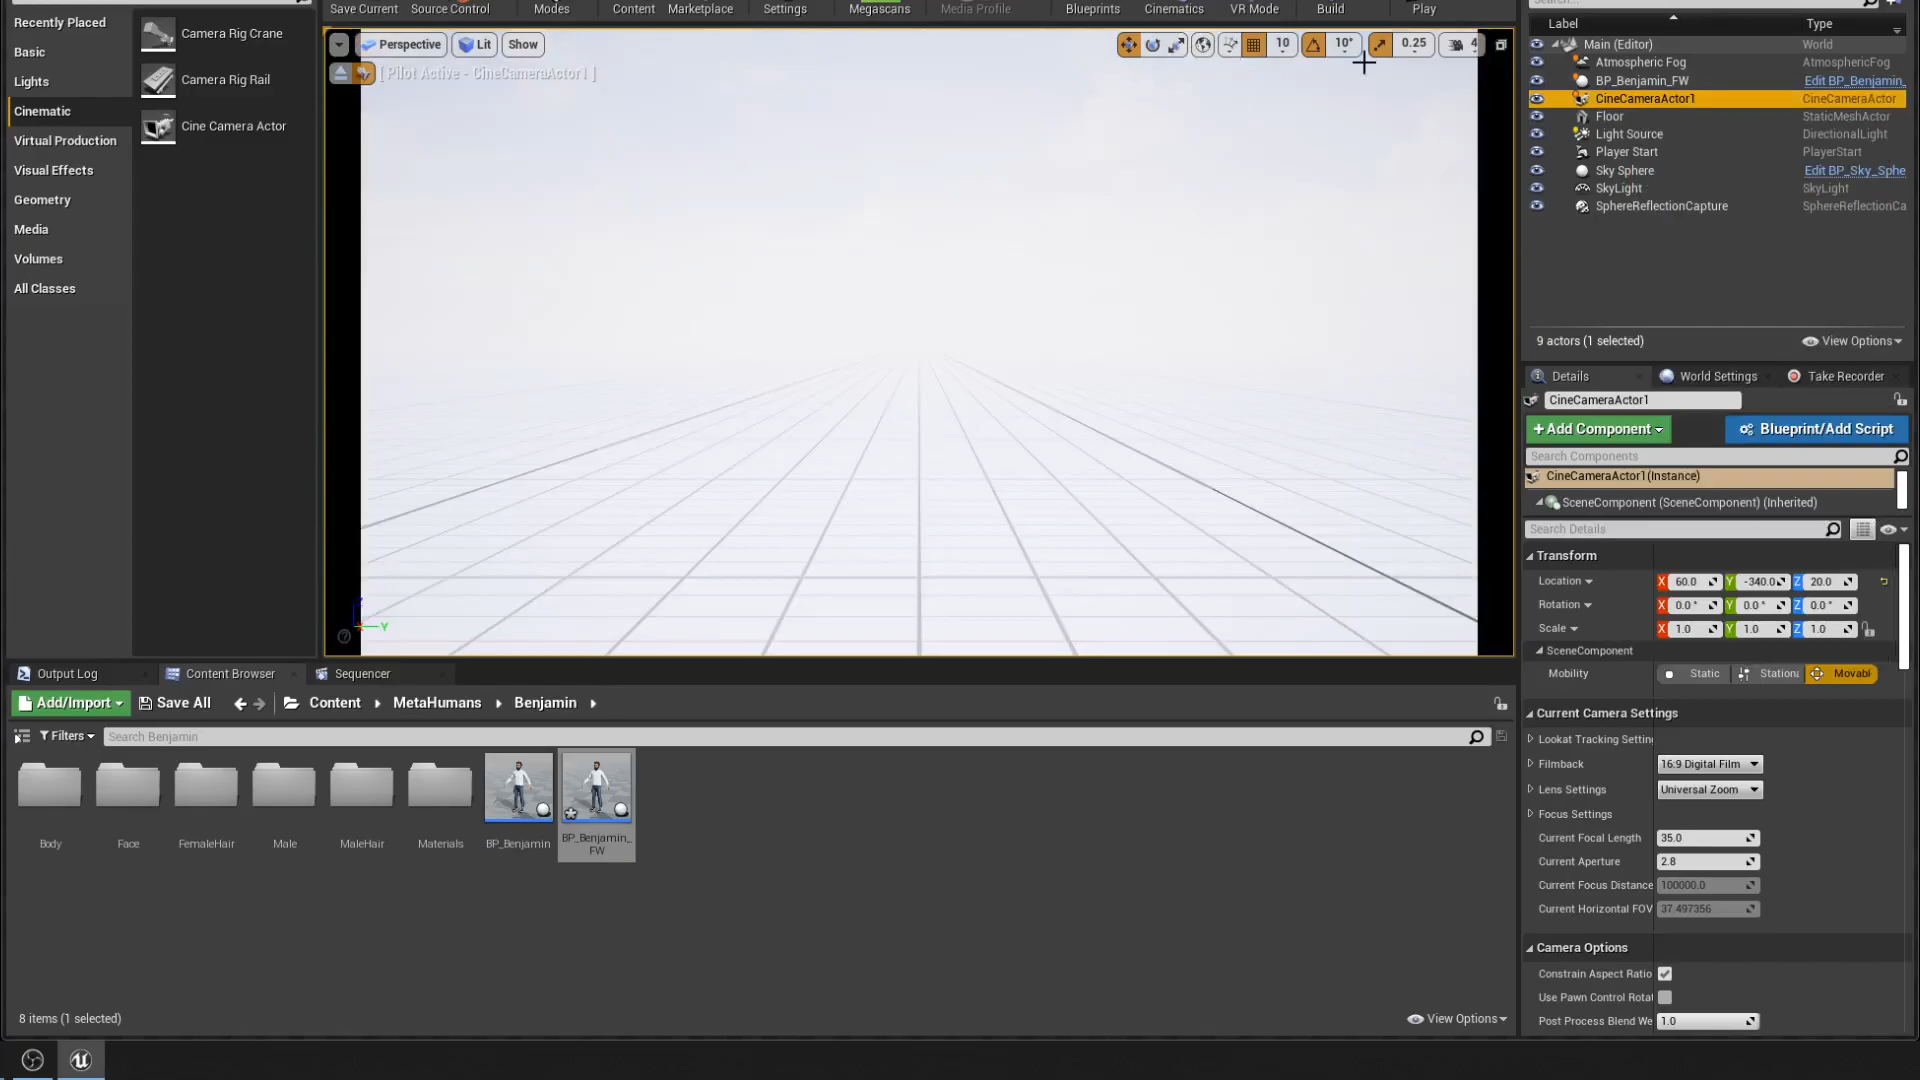 Save Current
Source Control
Modes
Content
Marketplace
Settings
Megascans
Media Profile
Blueprints
Cinematics
VR Mode
Build
Play
Recently Placed
Basic
Lights
Cinematic
Virtual Production
Visual Effects
Geometry
Media
Volumes
All Classes
Camera Rig Crane
Camera Rig Rail
Cine Camera Actor
Perspective
Lit
Show
10
10°
0.25
4
[ Pilot Active - CineCameraActor1 ]
Y
Label
Type
Main (Editor)
World
Atmospheric Fog
AtmosphericFog
BP_Benjamin_FW
Edit BP_Benjamin_
CineCameraActor1
CineCameraActor
Floor
StaticMeshActor
Light Source
DirectionalLight
Player Start
PlayerStart
Sky Sphere
Edit BP_Sky_Sphe
SkyLight
SkyLight
SphereReflectionCapture
SphereReflectionCa
9 actors (1 selected)
View Options
Details
World Settings
Take Recorder
CineCameraActor1
+Add Component
Blueprint/Add Script
Search Components
CineCameraActor1(Instance)
SceneComponent (SceneComponent) (Inherited)
Search Details
Transform
Location
X 60.0
Y -340.0
Z 20.0
Rotation
X 0.0 °
Y 0.0 °
Z 0.0 °
Scale
X 1.0
Y 1.0
Z 1.0
SceneComponent
Mobility
Static
Station
Movabl
Current Camera Settings
Lookat Tracking Settin
Filmback
16:9 Digital Film
Lens Settings
Universal Zoom
Focus Settings
Current Focal Length
35.0
Current Aperture
2.8
Current Focus Distance
100000.0
Current Horizontal FOV
37.497356
Camera Options
Constrain Aspect Ratio
Use Pawn Control Rotat
Post Process Blend We
1.0
Output Log
Content Browser
Sequencer
Add/Import
Save All
Content
MetaHumans
Benjamin
Filters
Search Benjamin
Body
Face
FemaleHair
Male
MaleHair
Materials
BP_Benjamin
BP_Benjamin_
FW
8 items (1 selected)
View Options